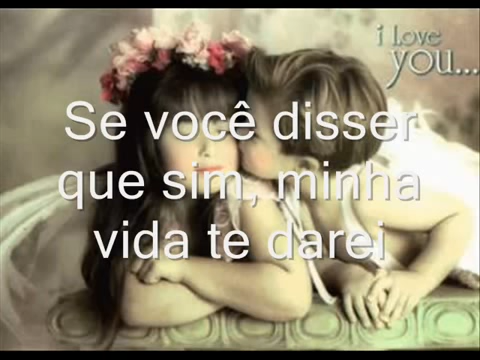 i Love
you...
Se você disser
que sim, minha
vida te darei